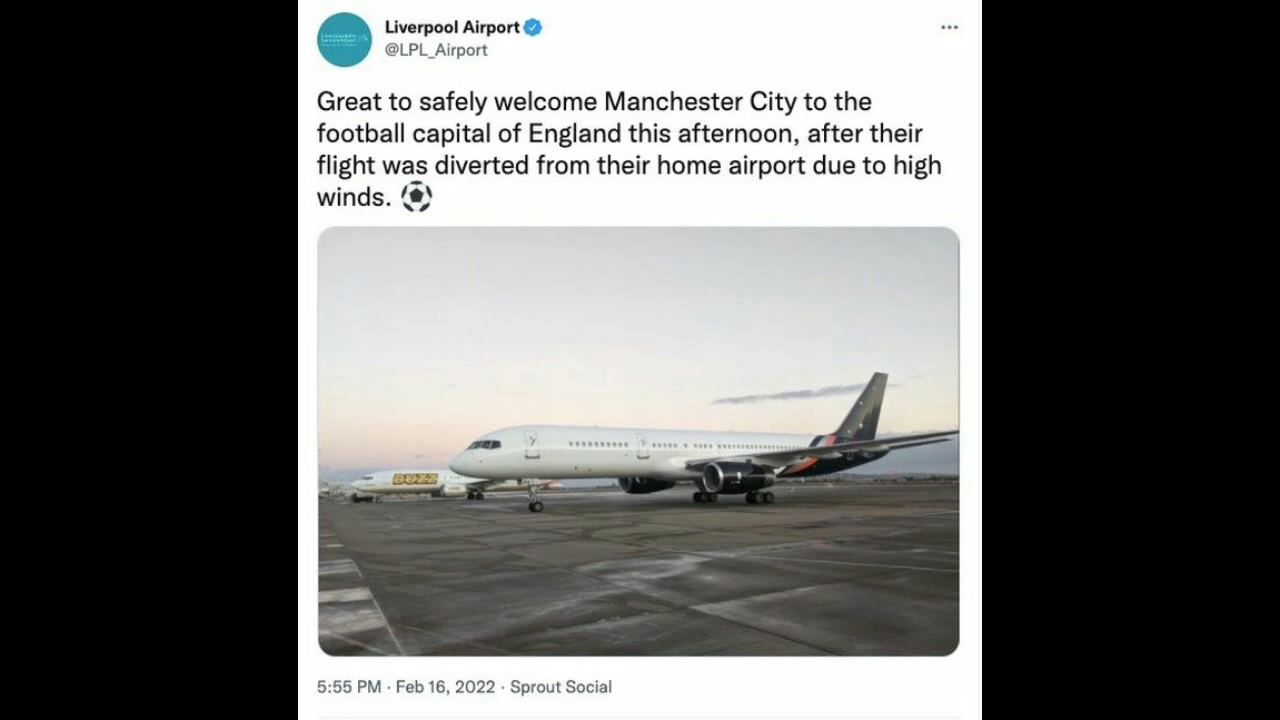 Liverpool Airport
@LPL_Airport
Great to safely welcome Manchester City to the
football capital of England this afternoon, after their
flight was diverted from their home airport due to high
winds. ⚽
BUZZ
5:55 PM · Feb 16, 2022 · Sprout Social